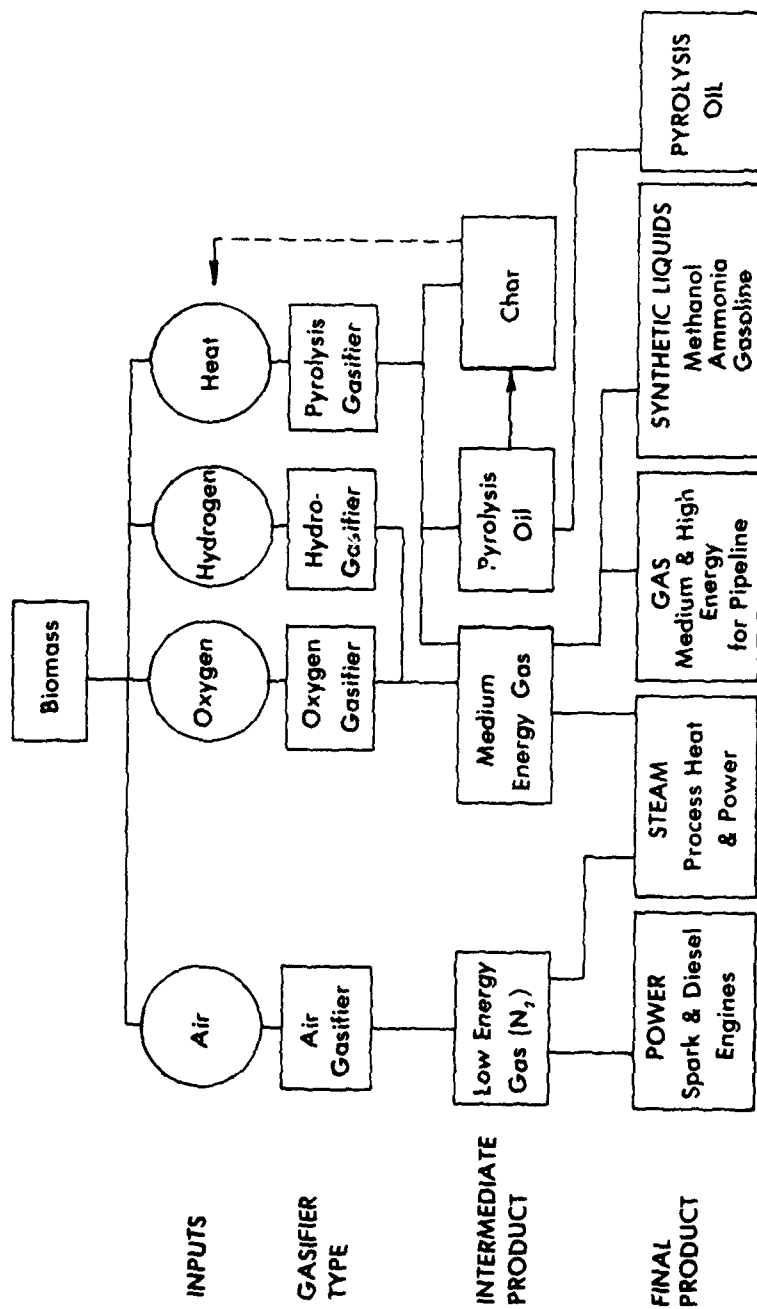 Biomass
INPUTS
Air
Oxygen
Hydrogen
Heat
GASIFIER
TYPE
Air
Gasifier
Oxygen
Gasifier
Hydro-
Gasifier
Pyrolysis
Gasifier
INTERMEDIATE
PRODUCT
Low Energy
Gas (N₂)
Medium
Energy Gas
Pyrolysis
Oil
Char
FINAL
PRODUCT
POWER
Spark & Diesel
Engines
STEAM
Process Heat
& Power
GAS
Medium & High
Energy
for Pipeline
SYNTHETIC LIQUIDS
Methanol
Ammonia
Gasoline
PYROLYSIS
OIL